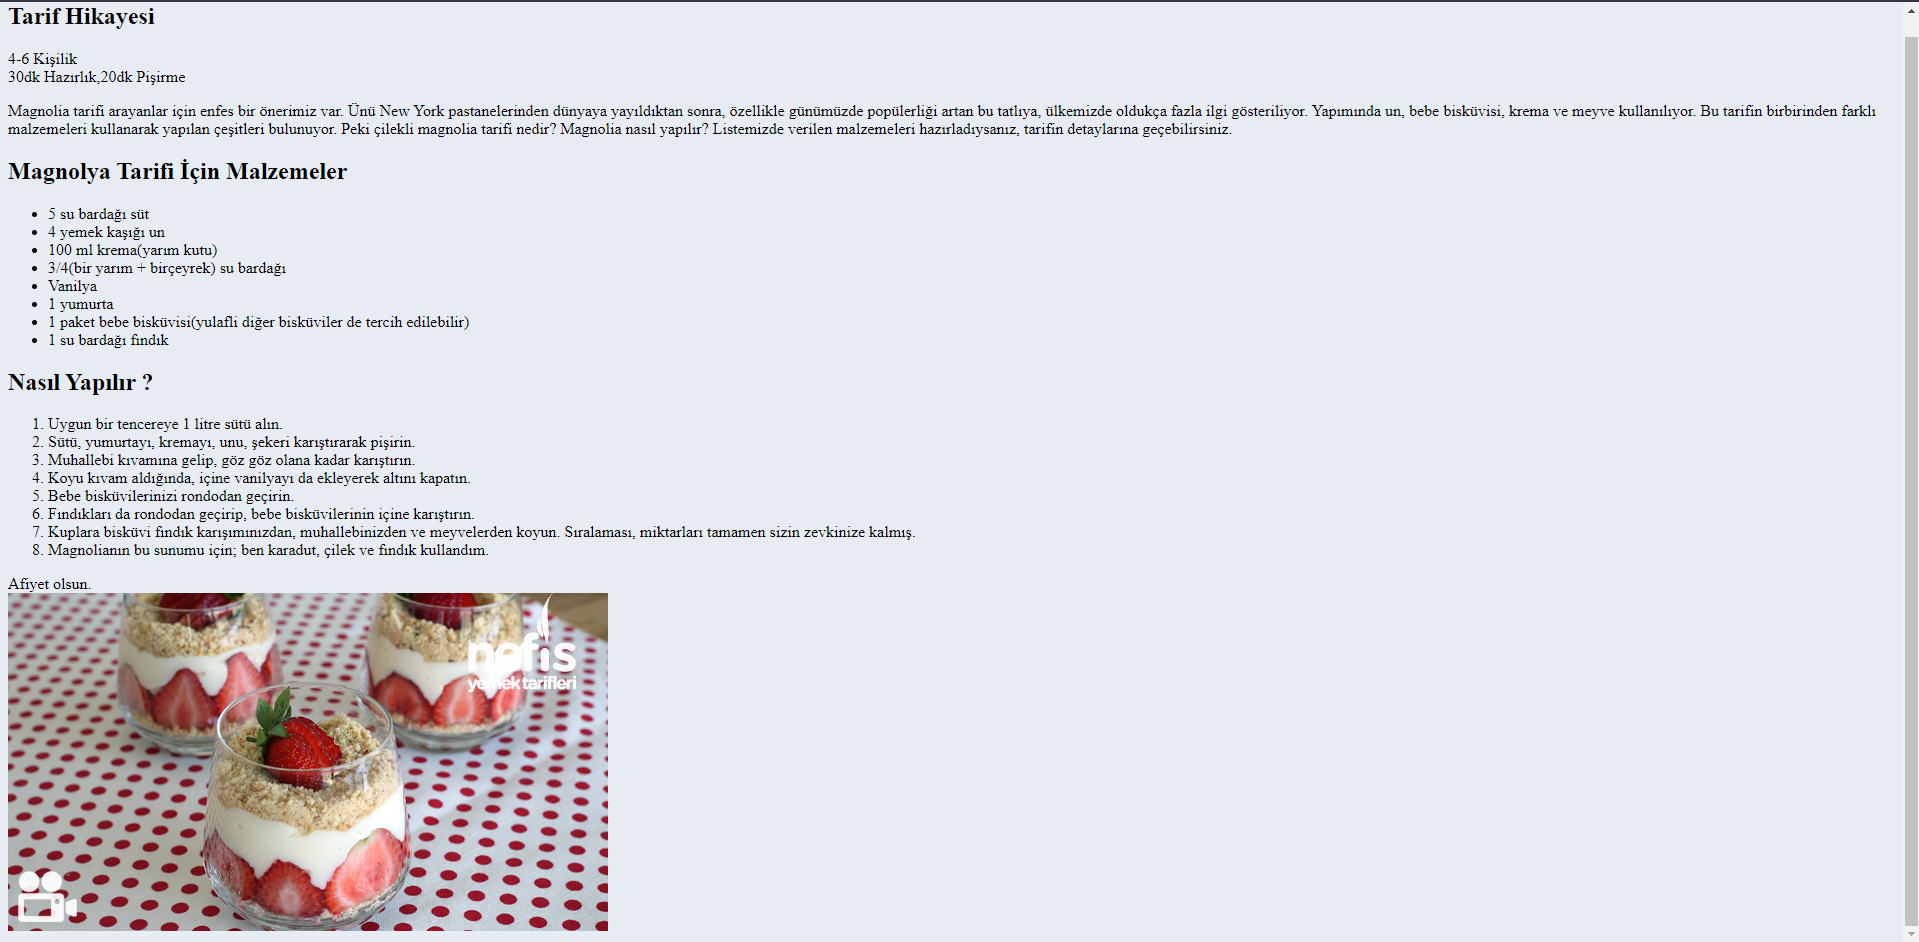 Tarif Hikayesi
4-6 Kişilik
30dk Hazırlık,20dk Pişirme
Magnolia tarifi arayanlar için enfes bir önerimiz var. Ünü New York pastanelerinden dünyaya yayıldıktan sonra, özellikle günümüzde popülerliği artan bu tatlıya, ülkemizde oldukça fazla ilgi gösteriliyor. Yapımında un, bebe bisküvisi, krema ve meyve kullanılıyor. Bu tarifin birbirinden farklı
malzemeleri kullanarak yapılan çeşitleri bulunuyor. Peki çilekli magnolia tarifi nedir? Magnolia nasıl yapılır? Listemizde verilen malzemeleri hazırladıysanız, tarifin detaylarına geçebilirsiniz.
Magnolya Tarifi İçin Malzemeler
• 5 su bardağı süt
• 4 yemek kaşığı un
• 100 ml krema(yarım kutu)
• 3/4(bir yarım + birçeyrek) su bardağı
• Vanilya
• 1 yumurta
• 1 paket bebe bisküvisi(yulafli diğer bisküviler de tercih edilebilir)
• 1 su bardağı fındık
Nasıl Yapılır ?
1. Uygun bir tencereye 1 litre sütü alın.
2. Sütü, yumurtayı, kremayı, unu, şekeri karıştırarak pişirin.
3. Muhallebi kıvamına gelip, göz göz olana kadar karıştırın.
4. Koyu kıvam aldığında, içine vanilyayı da ekleyerek altını kapatın.
5. Bebe bisküvilerinizi rondodan geçirin.
6. Fındıkları da rondodan geçirip, bebe bisküvilerinin içine karıştırın.
7. Kuplara bisküvi fındık karışımınızdan, muhallebinizden ve meyvelerden koyun. Sıralaması, miktarları tamamen sizin zevkinize kalmış.
8. Magnolianın bu sunumu için; ben karadut, çilek ve fındık kullandım.
Afiyet olsun.
nefis
yemek tarifleri